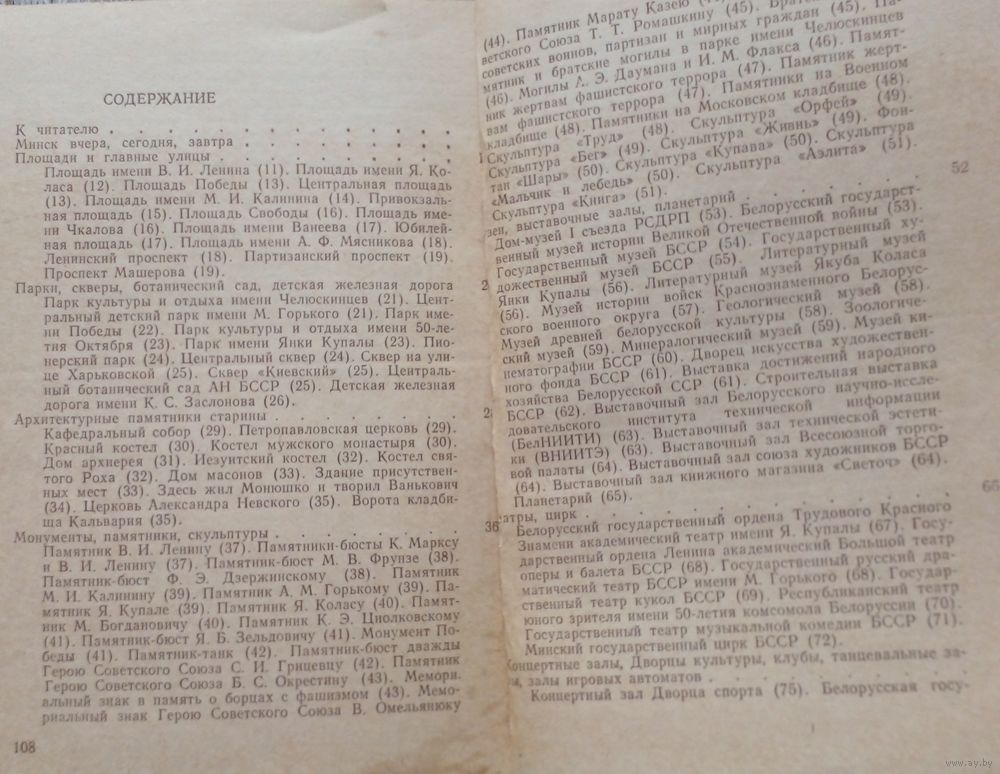 СОДЕРЖАНИЕ
К читателю . . . . . . . . . . . . .
Минск вчера, сегодня, завтра . . . . . . . . .
Площади и главные улицы . . . . . . . . .
Площадь имени В. И. Ленина (11). Площадь имени Я. Ко-
ласа (12). Площадь Победы (13). Центральная площадь
(13). Площадь имени М. И. Калинина (14). Привокзаль-
ная площадь (15). Площадь Свободы (16). Площадь име-
ни Чкалова (16). Площадь имени Ванеева (17). Юбилей-
ная площадь (17). Площадь имени А. Ф. Мясникова (18).
Ленинский проспект (18). Партизанский проспект (19).
Проспект Машерова (19).
Парки, скверы, ботанический сад, детская железная дорога
Парк культуры и отдыха имени Челюскинцев (21). Цент-
ральный детский парк имени М. Горького (21). Парк име-
ни Победы (22). Парк культуры и отдыха имени 50-ле-
тия Октября (23). Парк имени Янки Купалы (23). Пио-
нерский парк (24). Центральный сквер (24). Сквер на ули-
це Харьковской (25). Сквер «Киевский» (25). Централь-
ный ботанический сад АН БССР (25). Детская железная
дорога имени К. С. Заслонова (26).
Архитектурные памятники старины . . . . . . . .
Кафедральный собор (29). Петропавловская церковь (29).
Красный костел (30). Костел мужского монастыря (30).
Дом архиерея (31). Иезуитский костел (32). Костел свя-
того Роха (32). Дом масонов (33). Здание присутствен-
ных мест (33). Здесь жил Монюшко и творил Ванькович
(34). Церковь Александра Невского (35). Ворота кладби-
ща Кальвария (35).
Монументы, памятники, скульптуры . . . . . . . .
Памятник В. И. Ленину (37). Памятники-бюсты К. Марксу
и В. И. Ленину (37). Памятник-бюст М. В. Фрунзе (38).
Памятник-бюст Ф. Э. Дзержинскому (38). Памятник
М. И. Калинину (39). Памятник А. М. Горькому (39). Па-
мятник Я. Купале (39). Памятник Я. Коласу (40). Памят-
ник М. Богдановичу (40). Памятник К. Э. Циолковскому
(41). Памятник-бюст Я. Б. Зельдовичу (41). Монумент По-
беды (41). Памятник-танк (42). Памятник-бюст дважды
Герою Советского Союза С. И. Грицевцу (42). Памятник
Герою Советского Союза Б. С. Окрестину (43). Мемори-
альный знак в память о борцах с фашизмом (43). Мемо-
риальный знак Герою Советского Союза В. Омельянюку
108
(44). Памятник Марату Казею
ветского Союза Т. Т. Ромашкину (45).
советских воинов, партизан и мирных граждан (45). Па-
мятник и братские могилы в парке имени Челюскинцев
(46). Могилы А. Э. Даумана и И. М. Флакса (46). Памят-
ник жертвам фашистского террора (47). Памятник жерт-
вам фашистского террора (47). Памятники на Военном
кладбище (48). Памятники на Московском кладбище (48).
Скульптура «Труд» (48). Скульптура «Орфей» (49).
Скульптура «Бег» (49). Скульптура «Жизнь» (49). Фон-
тан «Шары» (50). Скульптура «Купава» (50). Скульптура
«Мальчик и лебедь» (50). Скульптура «Аэлита» (51).
Скульптура «Книга» (51).
зеи, выставочные залы, планетарий . . . . . . . 52
Дом-музей I съезда РСДРП (53). Белорусский государст-
венный музей истории Великой Отечественной войны (53).
Государственный музей БССР (54). Государственный ху-
дожественный музей БССР (55). Литературный музей
Янки Купалы (56). Литературный музей Якуба Коласа
(56). Музей истории войск Краснознаменного Белорус-
ского военного округа (57). Геологический музей (58).
Музей древней белорусской культуры (58). Зоологиче-
ский музей (59). Минералогический музей (59). Музей ки-
нематографии БССР (60). Дворец искусства художествен-
ного фонда БССР (61). Выставка достижений народного
хозяйства Белорусской ССР (61). Строительная выставка
БССР (62). Выставочный зал Белорусского научно-иссле-
довательского института технической информации
(БелНИИТИ) (63). Выставочный зал технической эстети-
ки (ВНИИТЭ) (63). Выставочный зал Всесоюзной торго-
вой палаты (64). Выставочный зал союза художников БССР
(64). Выставочный зал книжного магазина «Светоч» (64).
Планетарий (65).
атры, цирк . . . . . . . . . . .
Белорусский государственный ордена Трудового Красного
Знамени академический театр имени Я. Купалы (67). Госу-
дарственный ордена Ленина академический Большой театр
оперы и балета БССР (68). Государственный русский дра-
матический театр БССР имени М. Горького (68). Государ-
ственный театр кукол БССР (69). Республиканский театр
юного зрителя имени 50-летия комсомола Белоруссии (70).
Государственный театр музыкальной комедии БССР (71).
Минский государственный цирк БССР (72).
Концертные залы, Дворцы культуры, клубы, танцевальные за-
лы, залы игровых автоматов . . . . . . . .
Концертный зал Дворца спорта (75). Белорусская госу-
www.ay.by